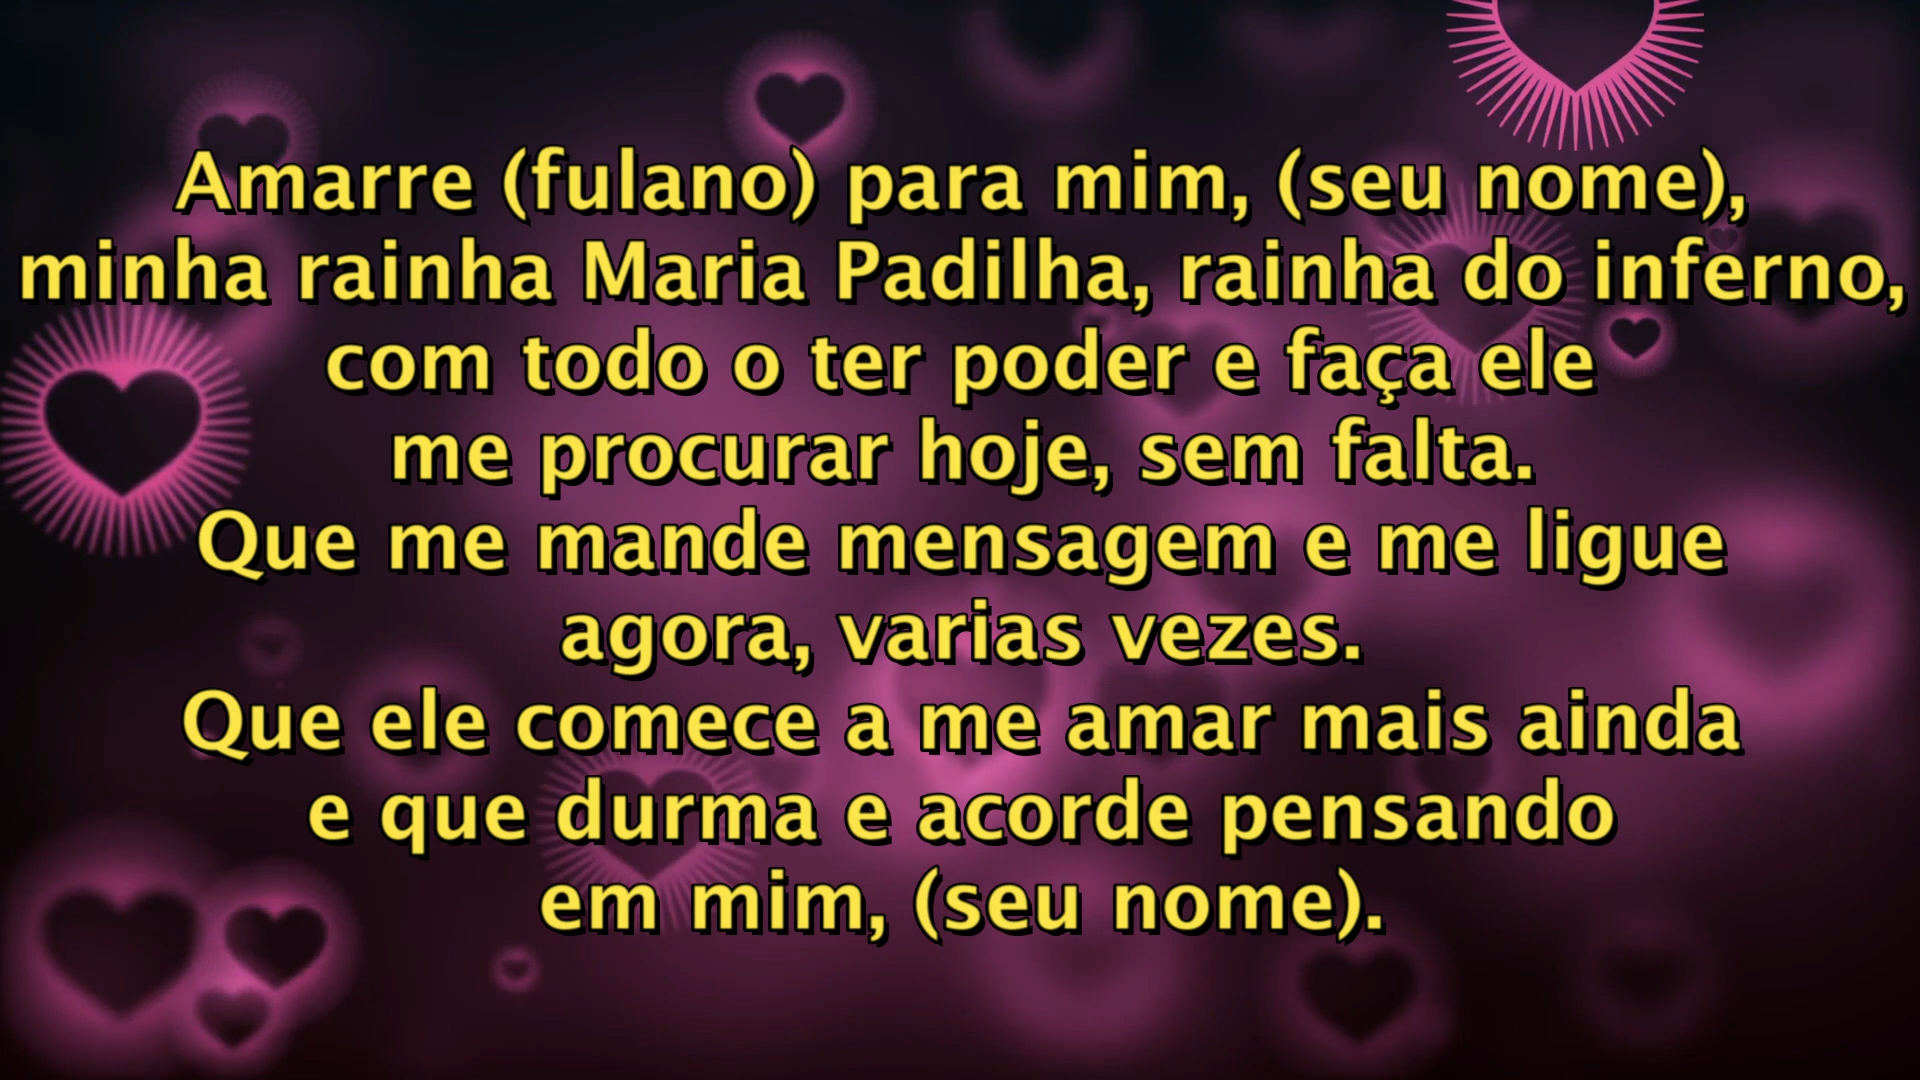 Amarre (fulano) para mim, (seu nome),
minha rainha Maria Padilha, rainha do inferno,
com todo o ter poder e faça ele
me procurar hoje, sem falta.
Que me mande mensagem e me ligue
agora, varias vezes.
Que ele comece a me amar mais ainda
e que durma e acorde pensando
em mim, (seu nome).